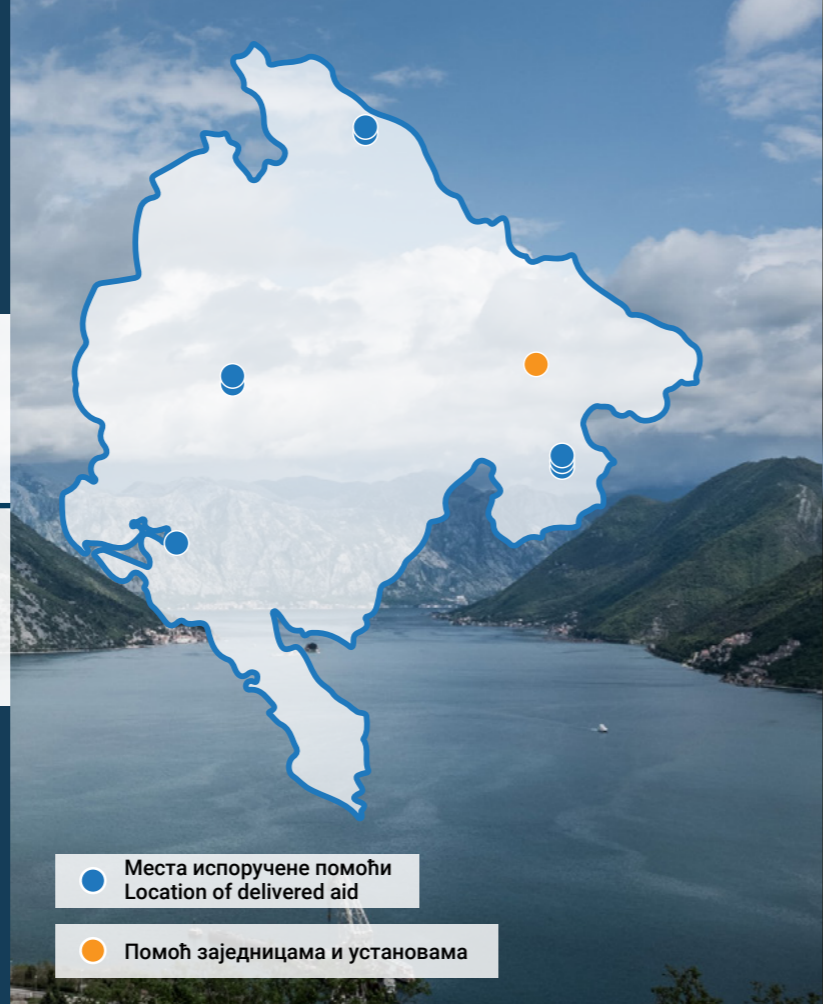 Места испоручене помоћи
Location of delivered aid
Помоћ заједницама и установама